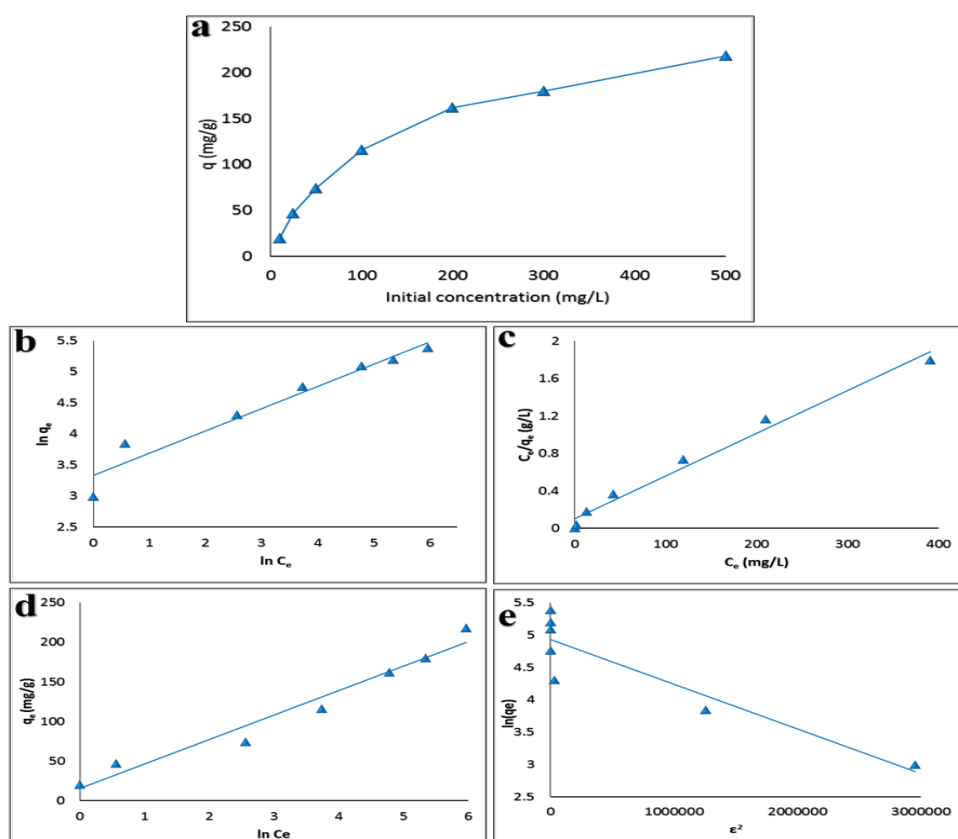 a
250
200
150
100
50
0
q (mg/g)
0 100 200 300 400 500
Initial concentration (mg/L)
b
5.5
5
4.5
4
3.5
3
2.5
ln qe
0 1 2 3 4 5 6
ln Ce
c
2
1.6
1.2
0.8
0.4
0
Ce/qe (g/L)
0 100 200 300 400
Ce (mg/L)
d
250
200
150
100
50
0
qe (mg/g)
0 1 2 3 4 5 6
ln Ce
e
5.5
5
4.5
4
3.5
3
2.5
ln(qe)
0 1000000 2000000 3000000
ε²